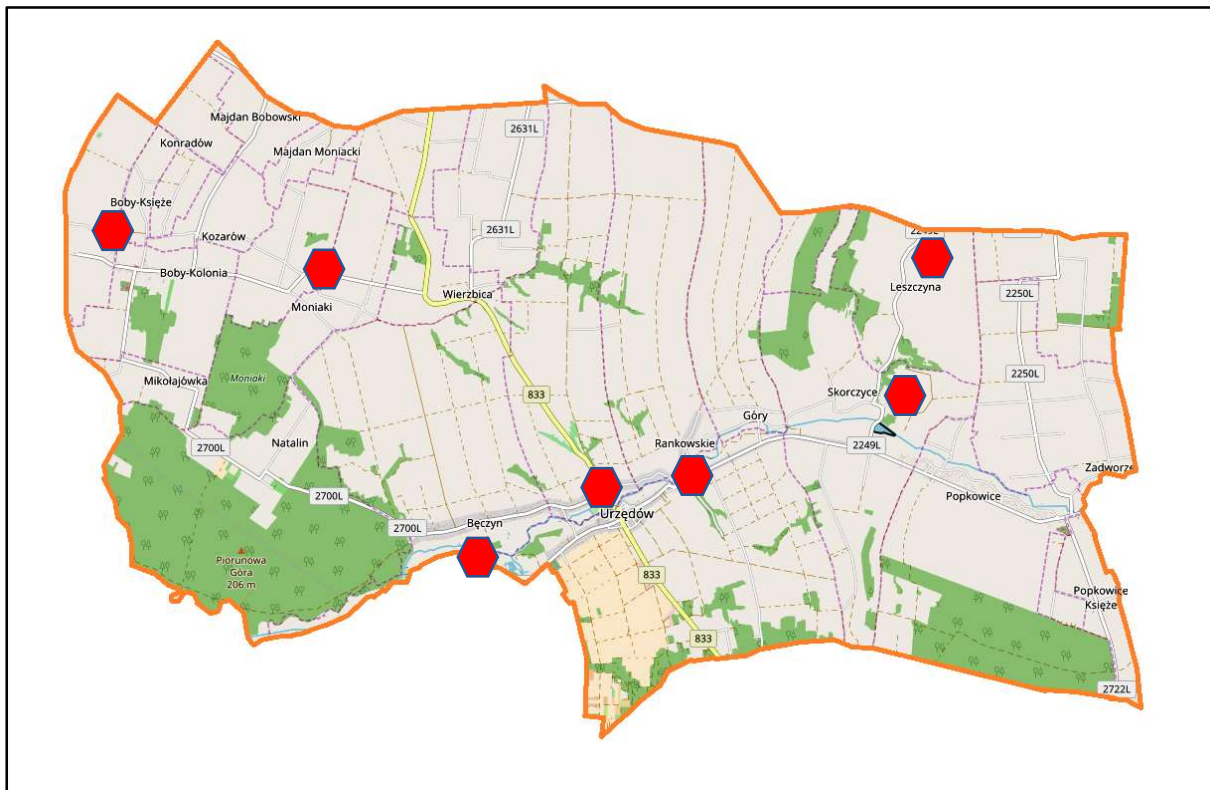 Majdan Bobowski
2631L
Konradów
Majdan Moniacki
Boby-Księże
2631L
Kozarów
Boby-Kolonia
Leszczyna
Wierzbica
2250L
Moniaki
Mikołajówka
Moniaki
2250L
833
Skorczyce
Góry
Natalin
2700L
Rankowskie
2249L
Zadworze
2700L
Popkowice
2700L
Bęczyn
Urzędów
Piorunowa
Góra
206 m
833
Popkowice
Księże
833
2722L